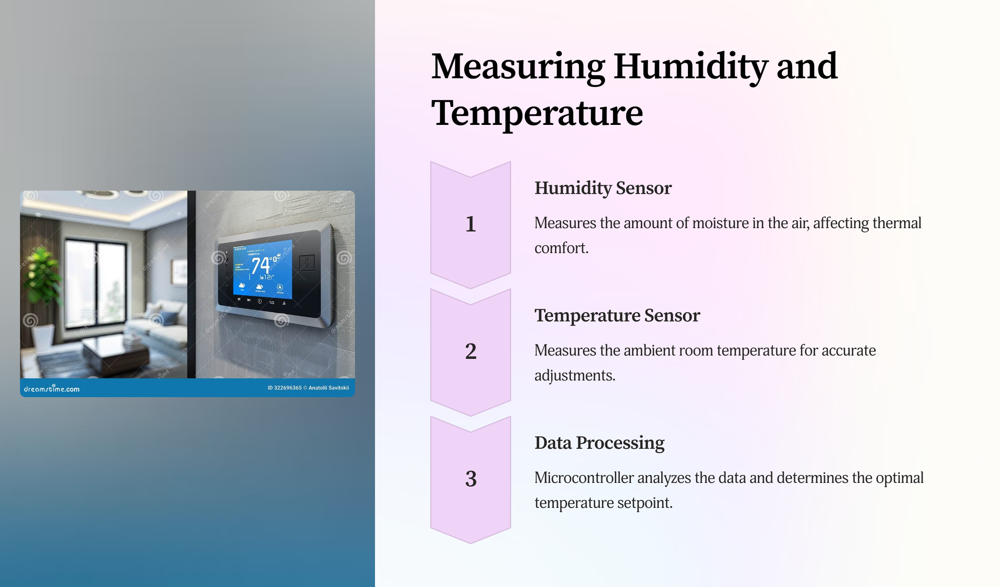 Measuring Humidity and
Temperature
1
Humidity Sensor
Measures the amount of moisture in the air, affecting thermal
comfort.
2
Temperature Sensor
Measures the ambient room temperature for accurate
adjustments.
3
Data Processing
Microcontroller analyzes the data and determines the optimal
temperature setpoint.
74°
dreamstime.com
ID 322696365 © Anatolii Savitskii